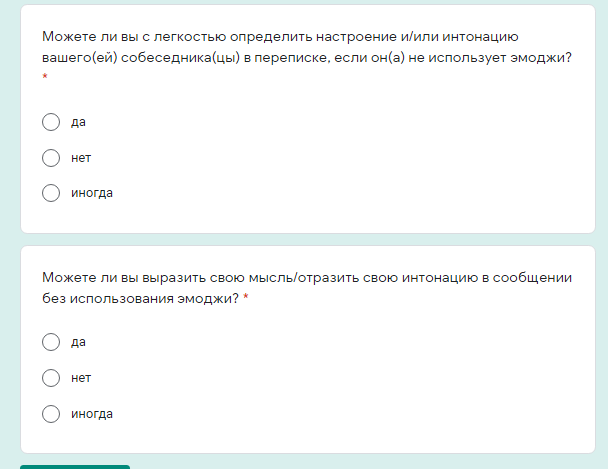 Можете ли вы с легкостью определить настроение и/или интонацию
вашего(ей) собеседника(цы) в переписке, если он(а) не использует эмоджи?
*
да
нет
иногда
Можете ли вы выразить свою мысль/отразить свою интонацию в сообщении
без использования эмоджи? *
да
нет
иногда